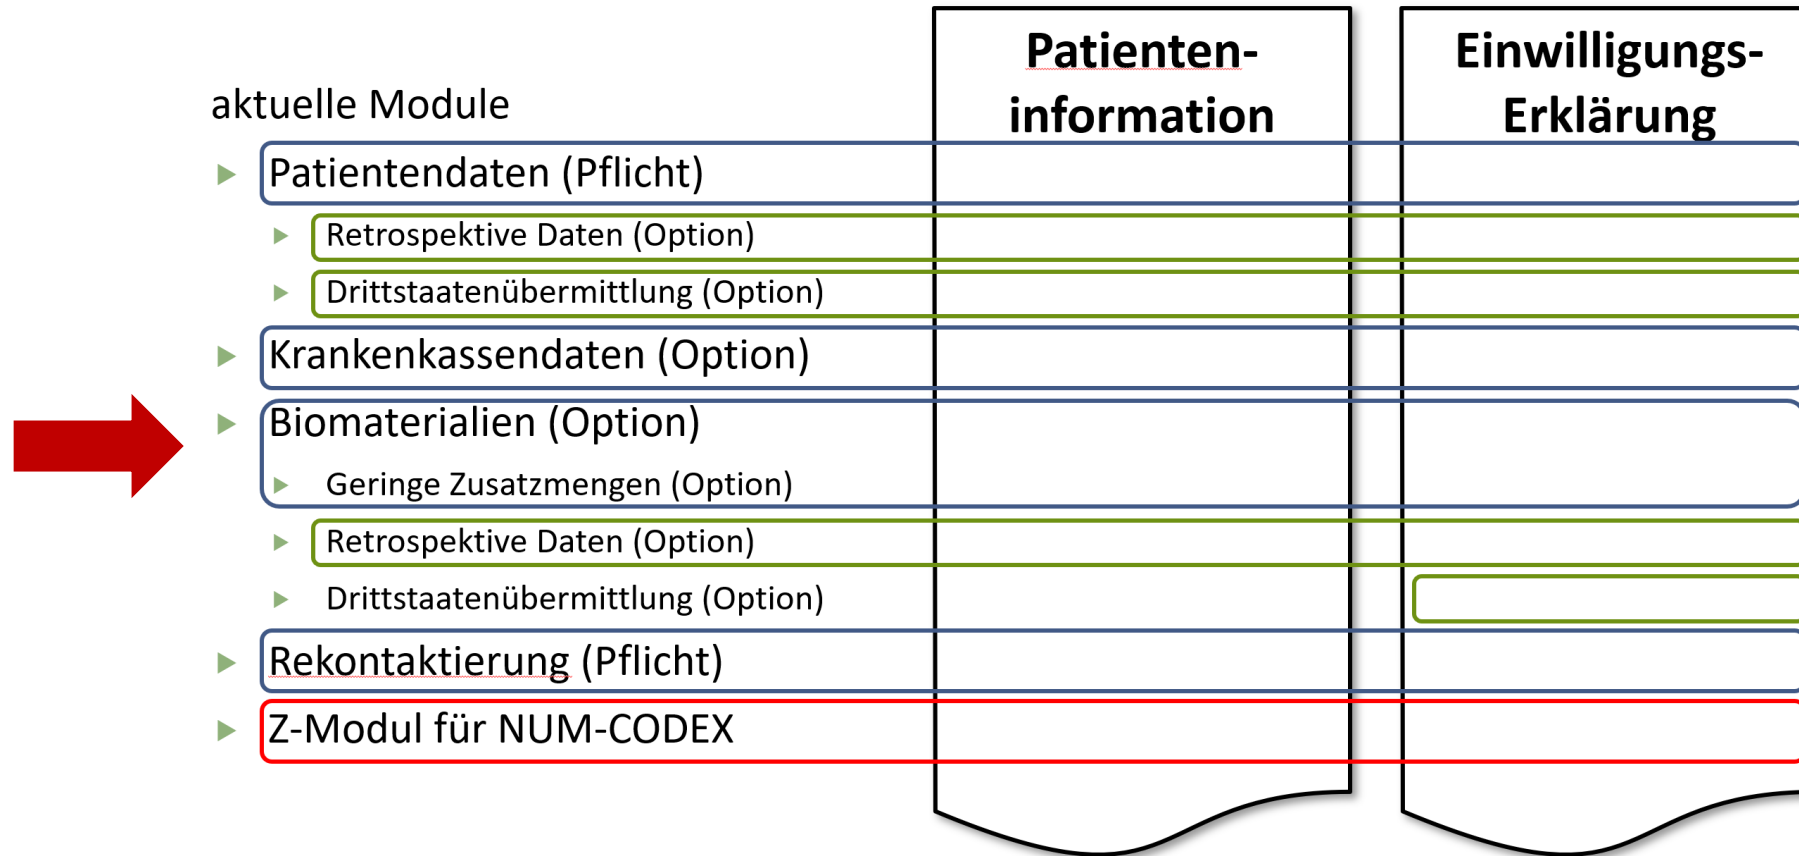 Patienten-
information
Einwilligungs-
Erklärung
aktuelle Module
Patientendaten (Pflicht)
Retrospektive Daten (Option)
Drittstaatenübermittlung (Option)
Krankenkassendaten (Option)
Biomaterialien (Option)
Geringe Zusatzmengen (Option)
Retrospektive Daten (Option)
Drittstaatenübermittlung (Option)
Rekontaktierung (Pflicht)
Z-Modul für NUM-CODEX